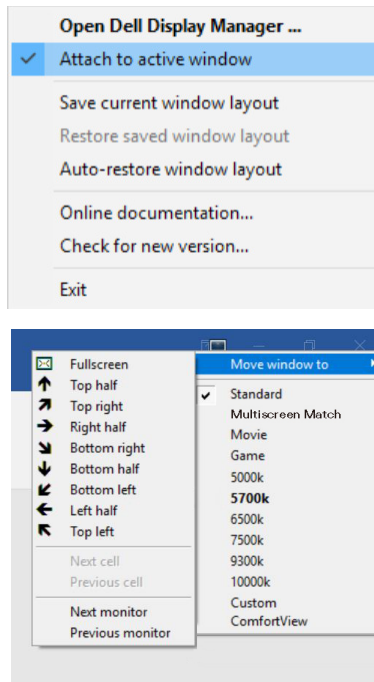 Open Dell Display Manager ...
Attach to active window
Save current window layout
Restore saved window layout
Auto-restore window layout
Online documentation...
Check for new version...
Exit
Fullscreen
Top half
Top right
Right half
Bottom right
Bottom half
Bottom left
Left half
Top left
Next cell
Previous cell
Next monitor
Previous monitor
Move window to
Standard
Multiscreen Match
Movie
Game
5000k
5700k
6500k
7500k
9300k
10000k
Custom
ComfortView